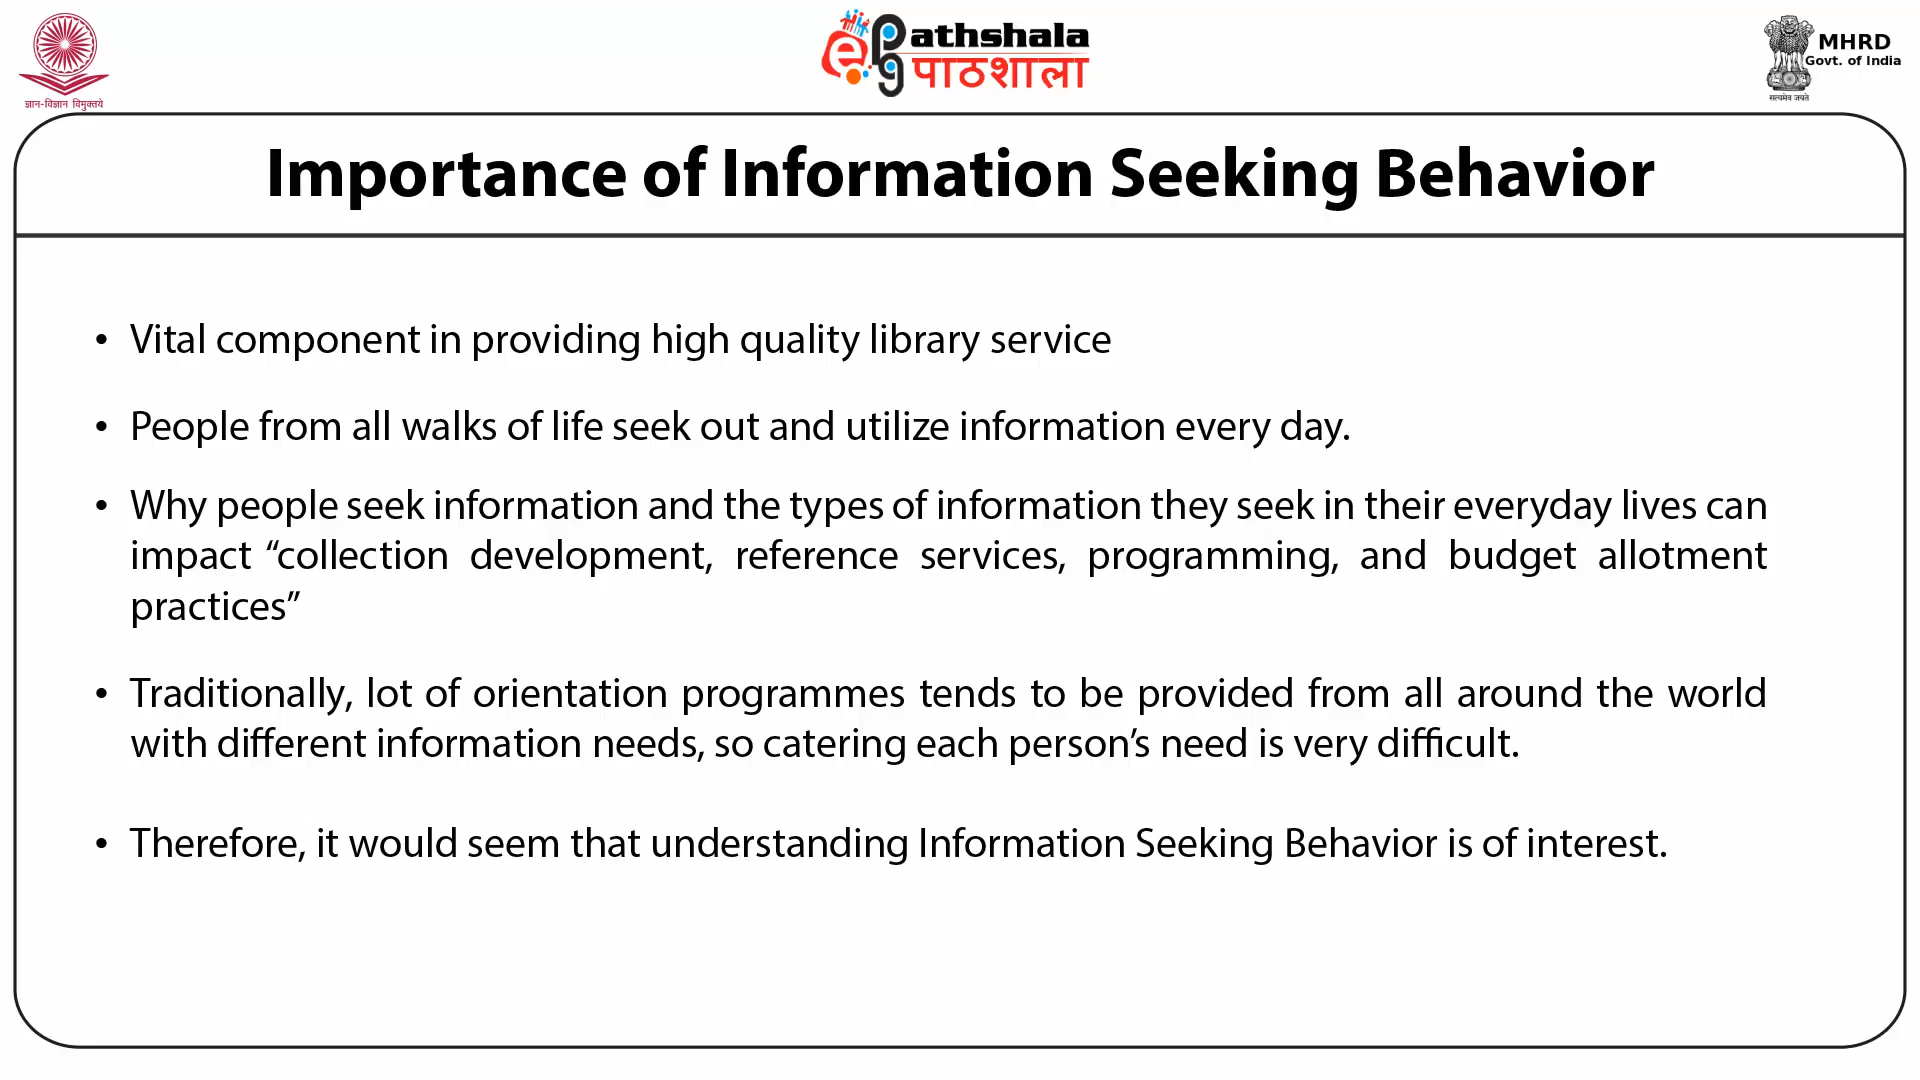 ज्ञान-विज्ञान विमुक्तये
e Pathshala
पाठशाला
MHRD
Govt. of India
सत्यमेव जयते
Importance of Information Seeking Behavior
• Vital component in providing high quality library service
• People from all walks of life seek out and utilize information every day.
• Why people seek information and the types of information they seek in their everyday lives can
impact “collection development, reference services, programming, and budget allotment
practices”
• Traditionally, lot of orientation programmes tends to be provided from all around the world
with different information needs, so catering each person’s need is very difficult.
• Therefore, it would seem that understanding Information Seeking Behavior is of interest.